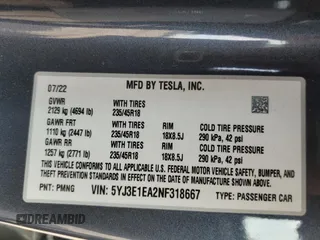 MFD BY TESLA, INC.
07/22
GVWR WITH TIRES
2129 kg (4694 lb) 235/45R18
GAWR FRT WITH TIRES RIM COLD TIRE PRESSURE
1110 kg (2447 lb) 235/45R18 18X8.5J 290 kPa, 42 psi
GAWR RR WITH TIRES RIM COLD TIRE PRESSURE
1257 kg (2771 lb) 235/45R18 18X8.5J 290 kPa, 42 psi
THIS VEHICLE CONFORMS TO ALL APPLICABLE U.S.
FEDERAL MOTOR VEHICLE SAFETY, BUMPER, AND
THEFT PREVENTION STANDARDS IN EFFECT ON THE
DATE OF MANUFACTURE SHOWN ABOVE.
PNT: PMNG VIN: 5YJ3E1EA2NF318667
TYPE: PASSENGER CAR
DREAMBID